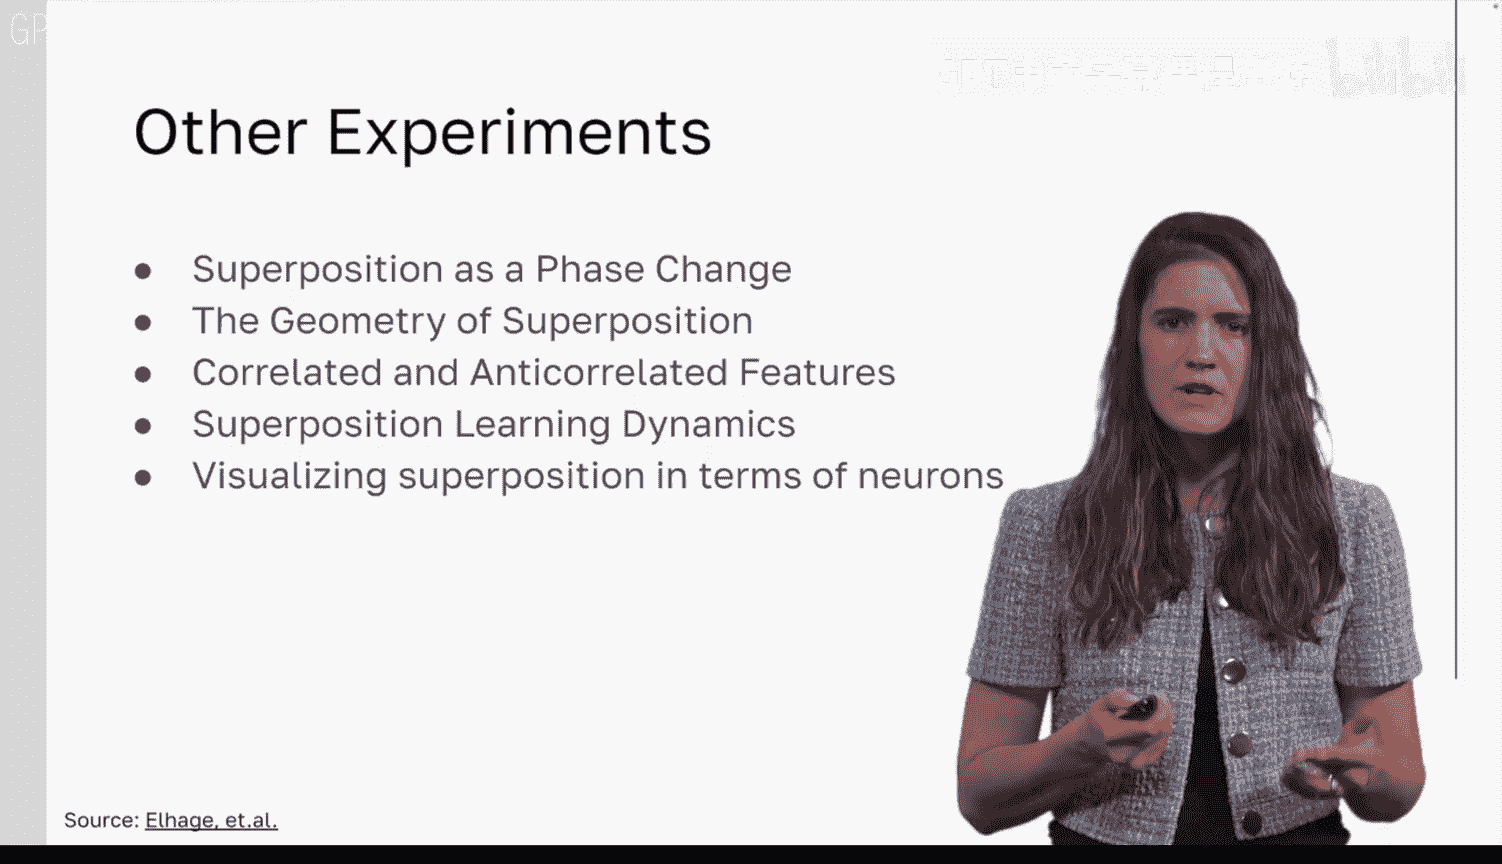 GP
Other Experiments
● Superposition as a Phase Change
● The Geometry of Superposition
● Correlated and Anticorrelated Features
● Superposition Learning Dynamics
● Visualizing superposition in terms of neurons
Source: Elhage, et.al.